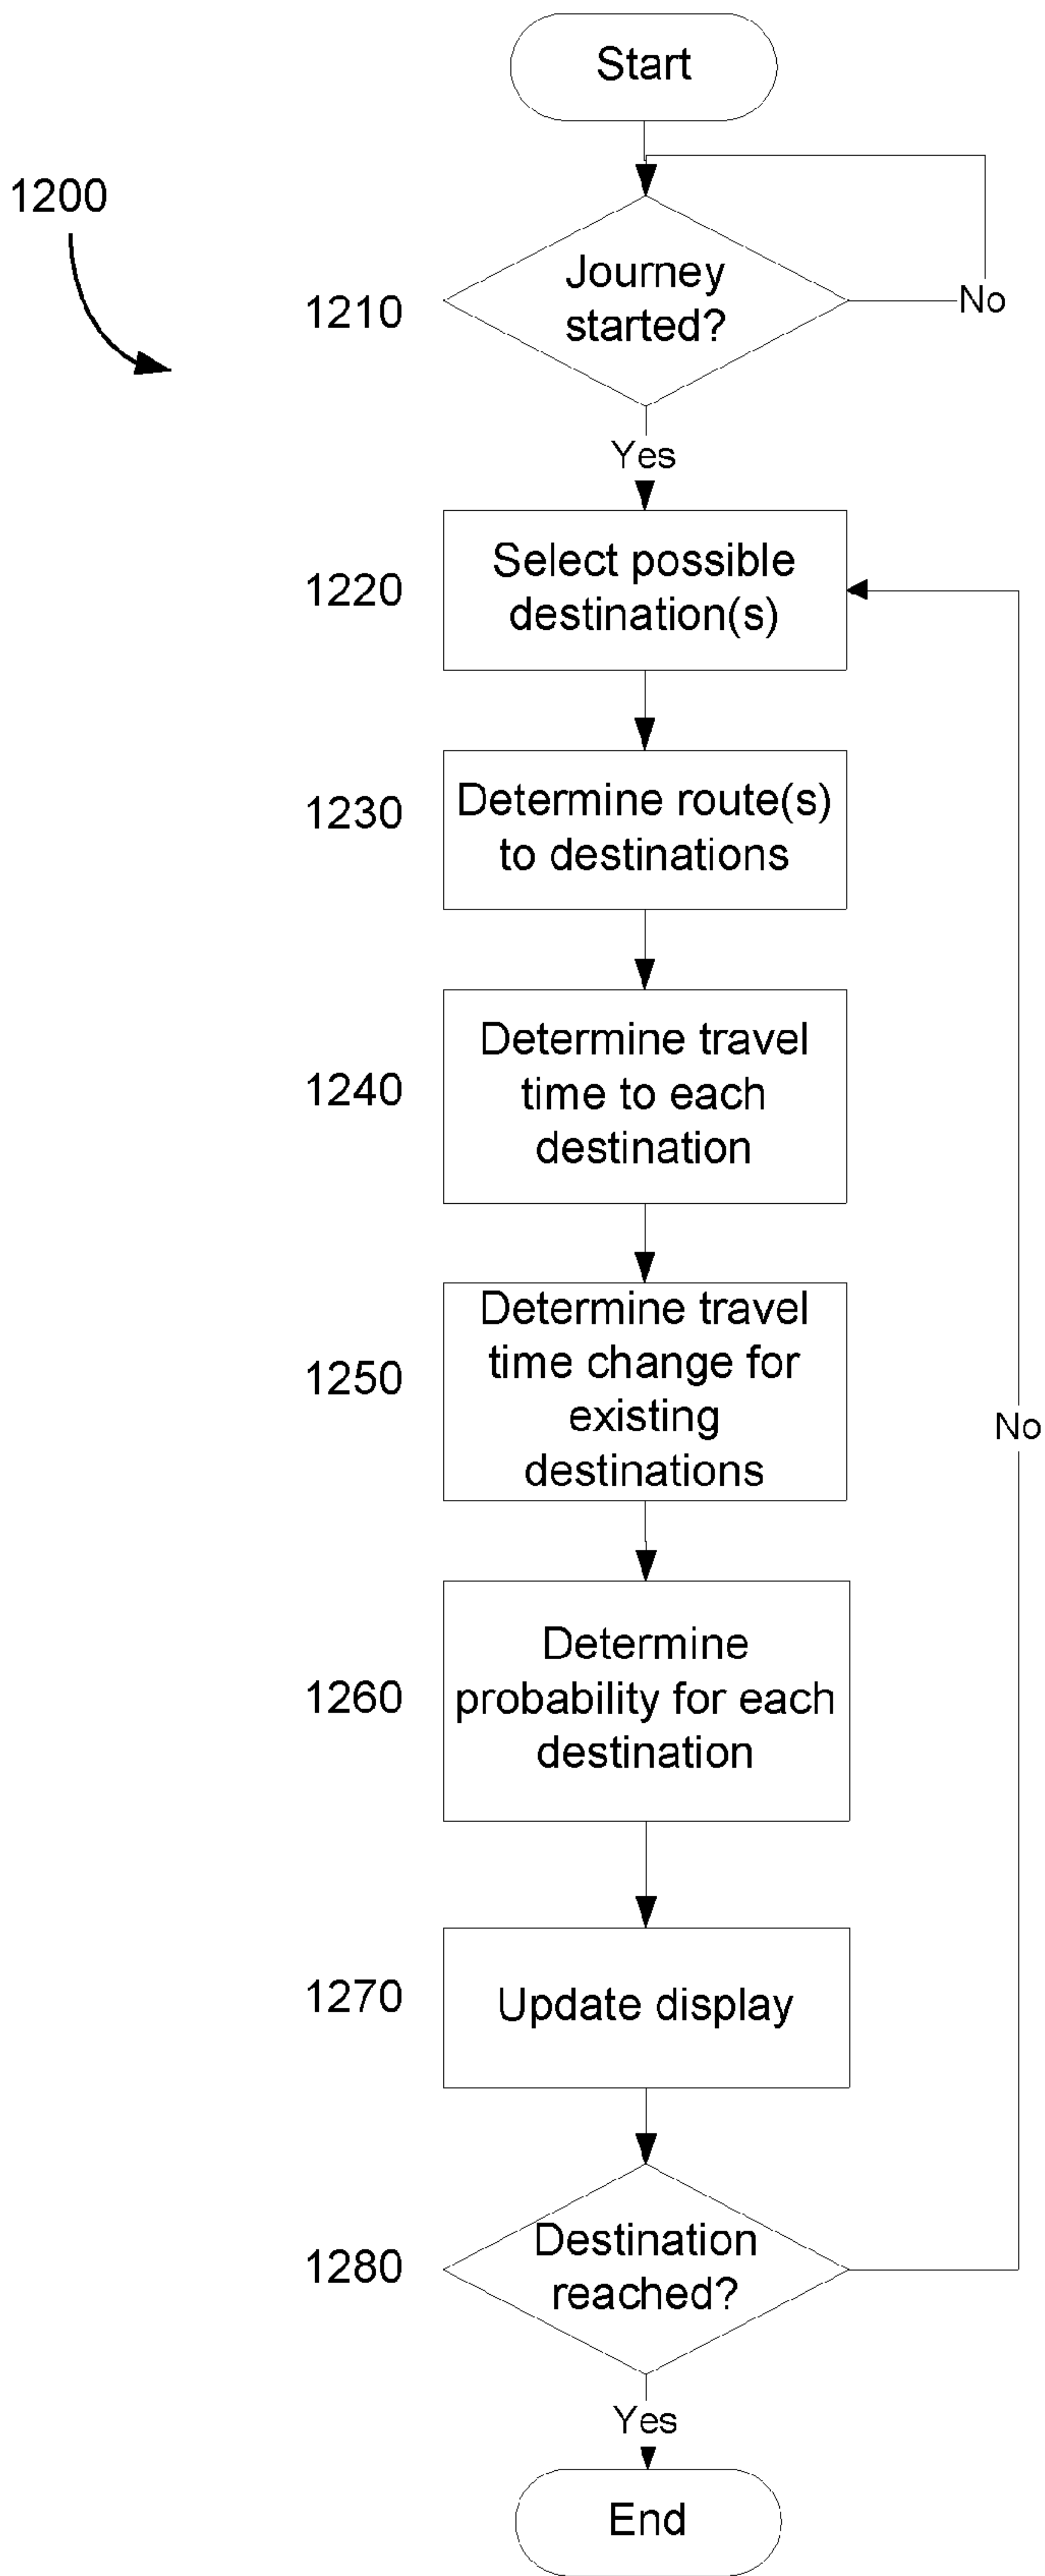 Start
1200
1210
Journey
started?
No
Yes
1220
Select possible
destination(s)
1230
Determine route(s)
to destinations
1240
Determine travel
time to each
destination
1250
Determine travel
time change for
existing
destinations
No
1260
Determine
probability for each
destination
1270
Update display
1280
Destination
reached?
Yes
End